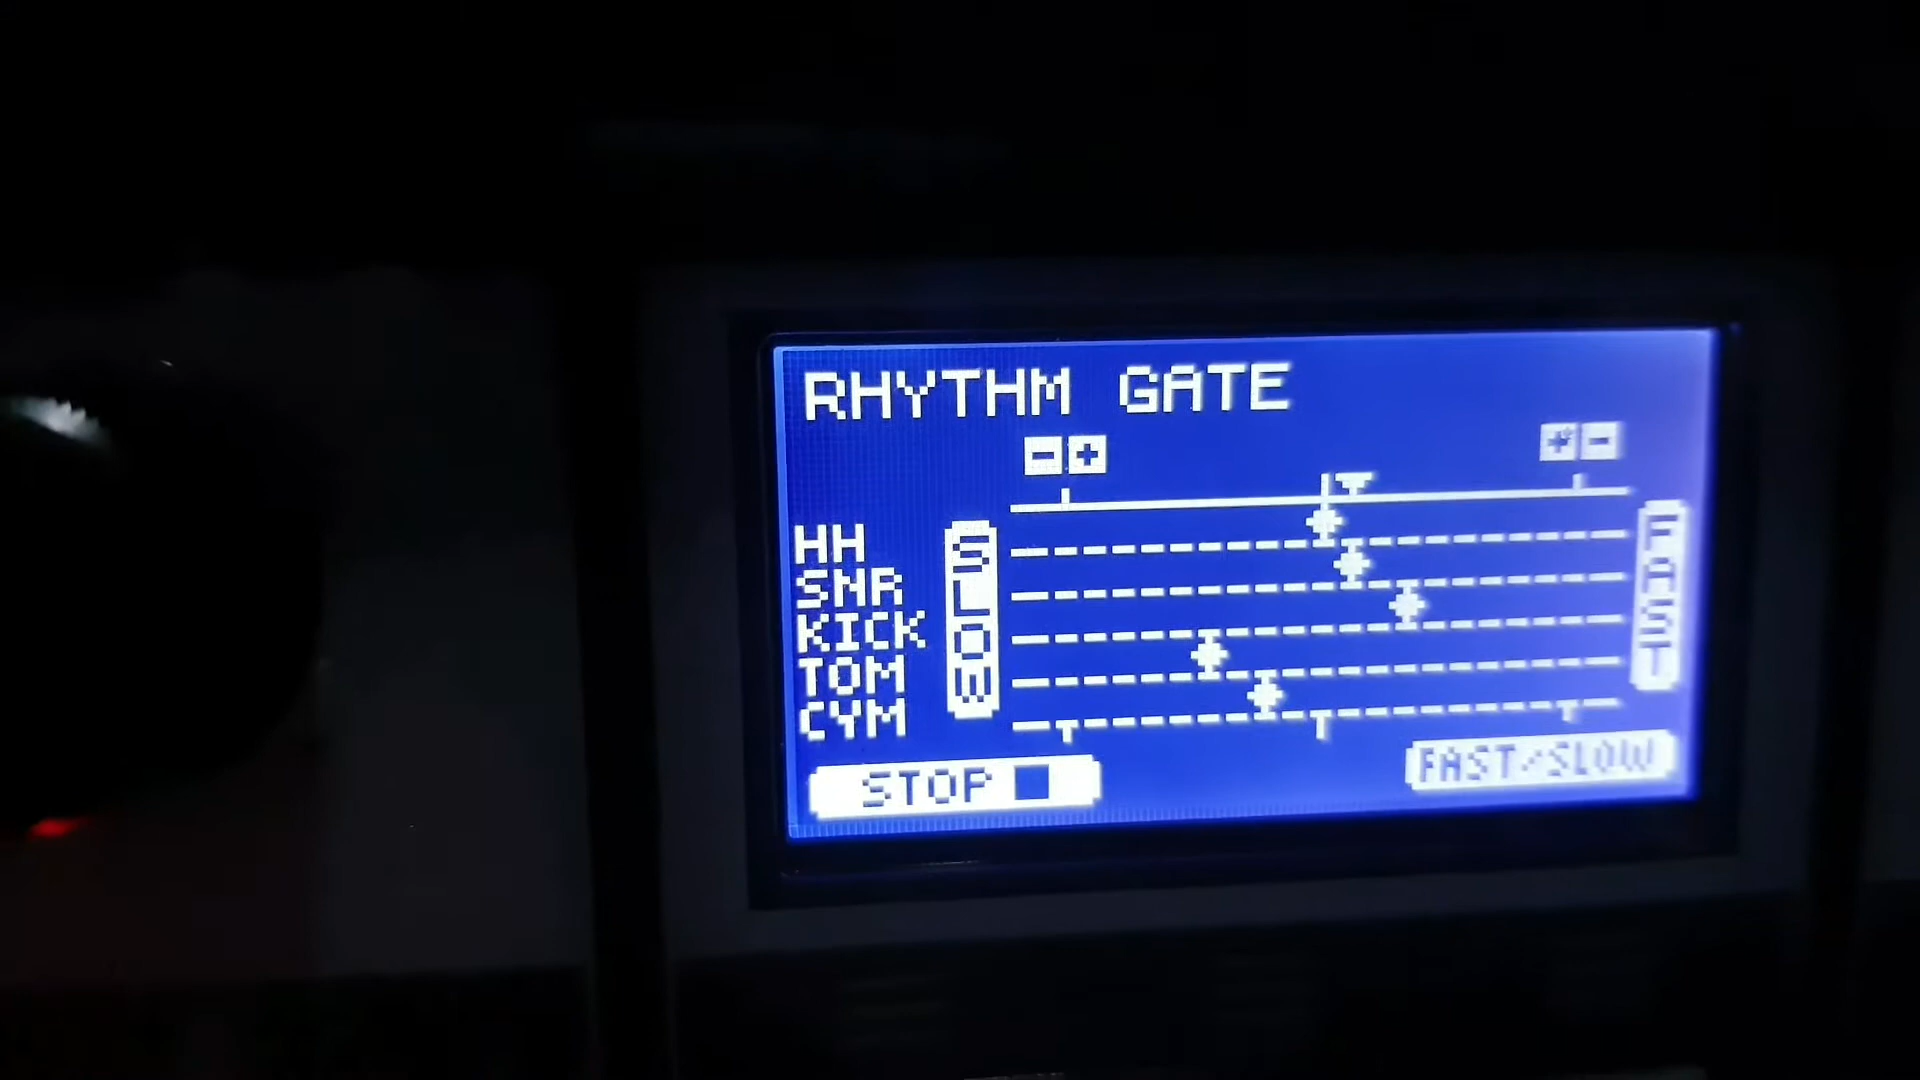 RHYTHM GATE
- + + -
HH
SNR
KICK
TOM
CYM
SLOW
FAST
STOP
FAST/SLOW